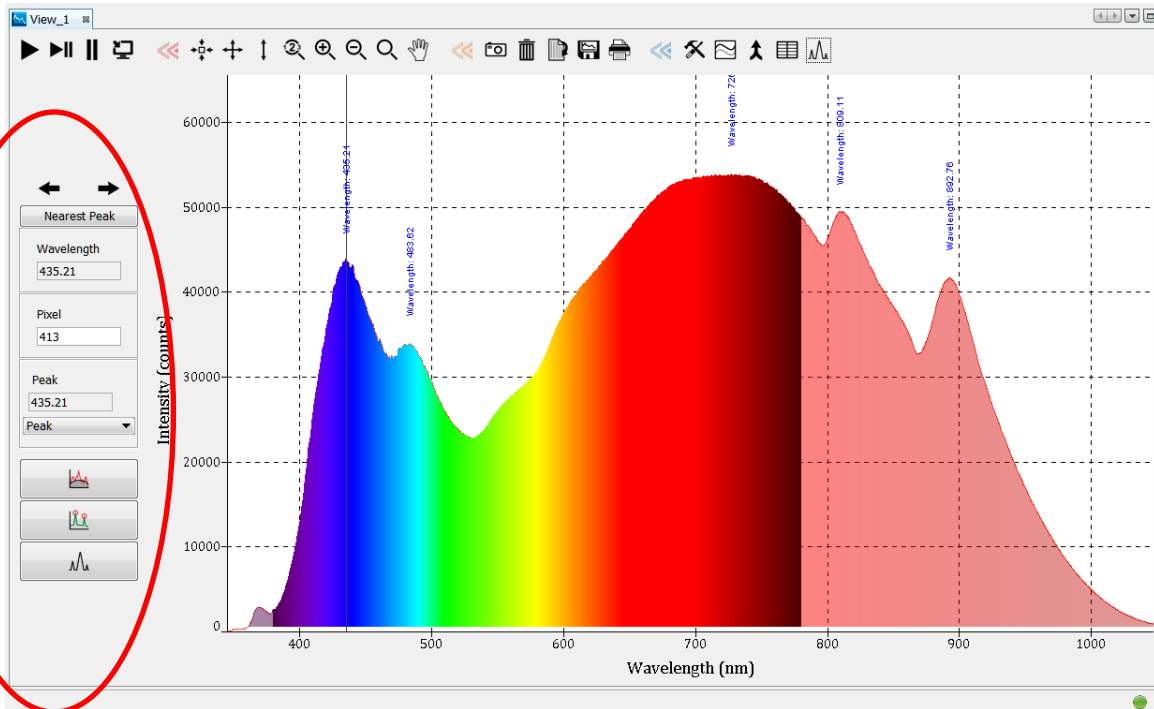 View_1
Nearest Peak
Wavelength
435.21
Pixel
413
Peak
435.21
Peak
Intensity (counts)
60000
50000
40000
30000
20000
10000
0
Wavelength: 435.21
Wavelength: 483.62
Wavelength: 726
Wavelength: 809.11
Wavelength: 892.76
400 500 600 700 800 900 1000
Wavelength (nm)